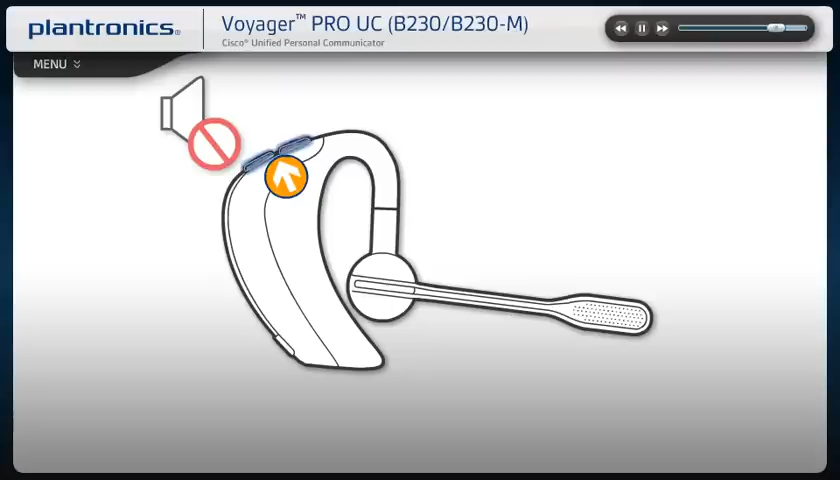 plantronics®
Voyager™ PRO UC (B230/B230-M)
Cisco® Unified Personal Communicator
MENU